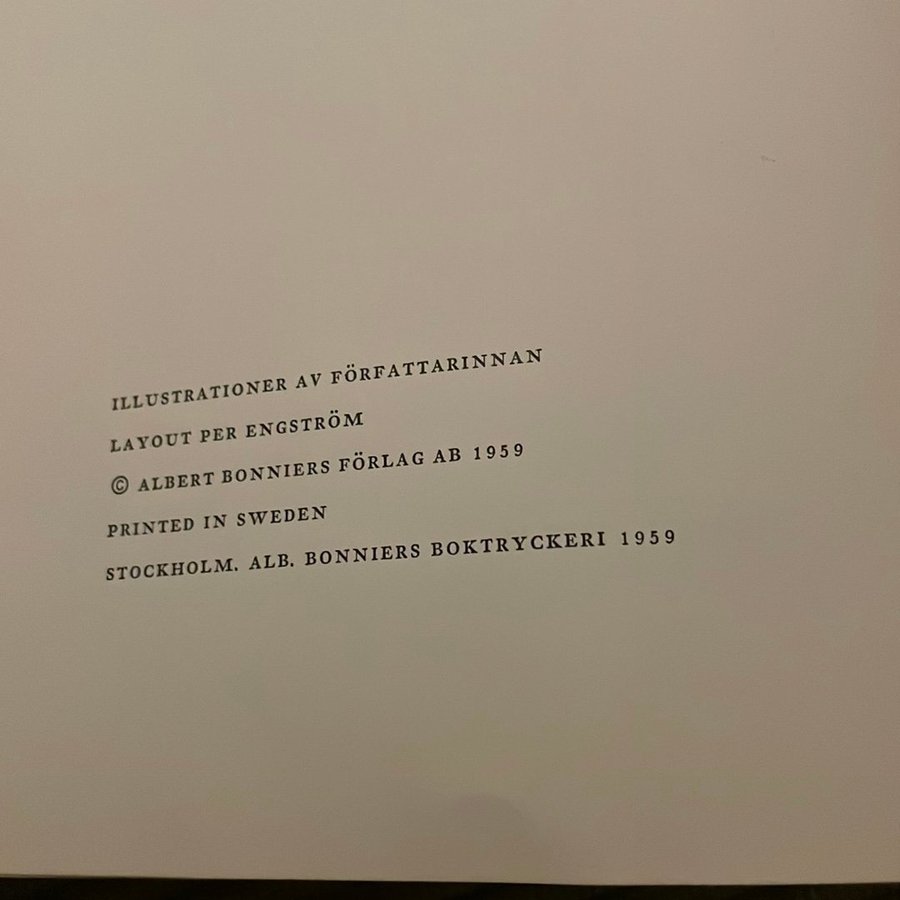 ILLUSTRATIONER AV FÖRFATTARINNAN
LAYOUT PER ENGSTRÖM
© ALBERT BONNIERS FÖRLAG AB 1959
PRINTED IN SWEDEN
STOCKHOLM. ALB. BONNIERS BOKTRYCKERI 1959